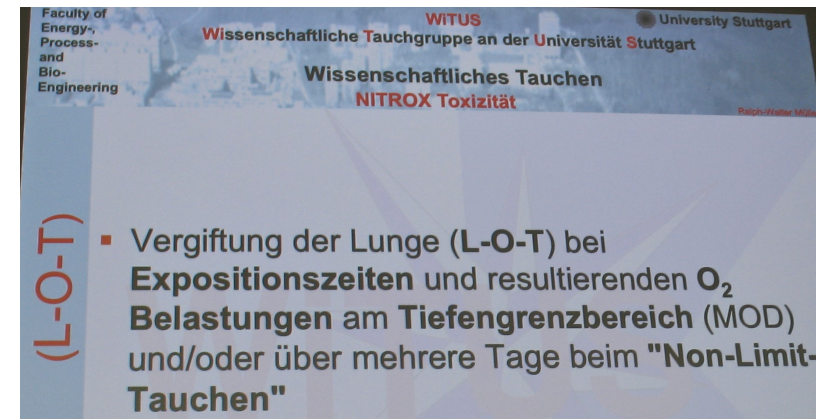 Faculty of
Energy-,
Process-
and
Bio-
Engineering
WiTUS
University Stuttgart
Wissenschaftliche Tauchgruppe an der Universität Stuttgart
Wissenschaftliches Tauchen
NITROX Toxizität
Ralph-Walter
(L-O-T)
▪ Vergiftung der Lunge (L-O-T) bei
Expositionszeiten und resultierenden O₂
Belastungen am Tiefengrenzbereich (MOD)
und/oder über mehrere Tage beim "Non-Limit-
Tauchen"